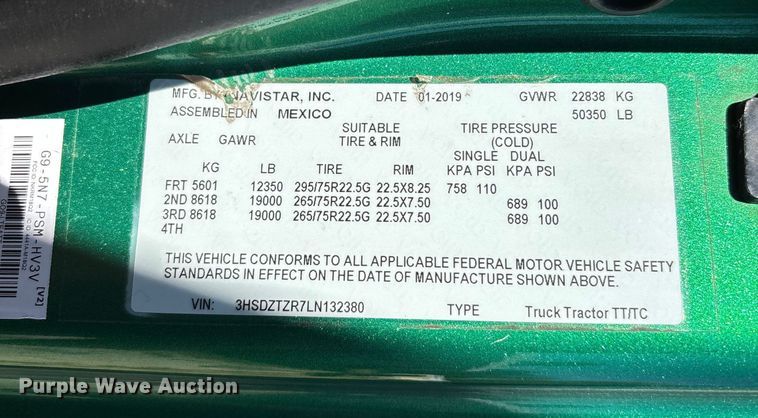 MFG. BY NAVISTAR, INC. DATE 01-2019 GVWR 22838 KG
ASSEMBLED IN MEXICO 50350 LB
SUITABLE TIRE PRESSURE
AXLE GAWR TIRE & RIM (COLD)
SINGLE DUAL
KG LB TIRE RIM KPA PSI KPA PSI
FRT 5601 12350 295/75R22.5G 22.5X8.25 758 110
2ND 8618 19000 265/75R22.5G 22.5X7.50 689 100
3RD 8618 19000 265/75R22.5G 22.5X7.50 689 100
4TH
THIS VEHICLE CONFORMS TO ALL APPLICABLE FEDERAL MOTOR VEHICLE SAFETY
STANDARDS IN EFFECT ON THE DATE OF MANUFACTURE SHOWN ABOVE.
VIN: 3HSDZTZR7LN132380 TYPE Truck Tractor TT/TC
G9-5N7-PSM-HV3V [V2]
Purple Wave Auction